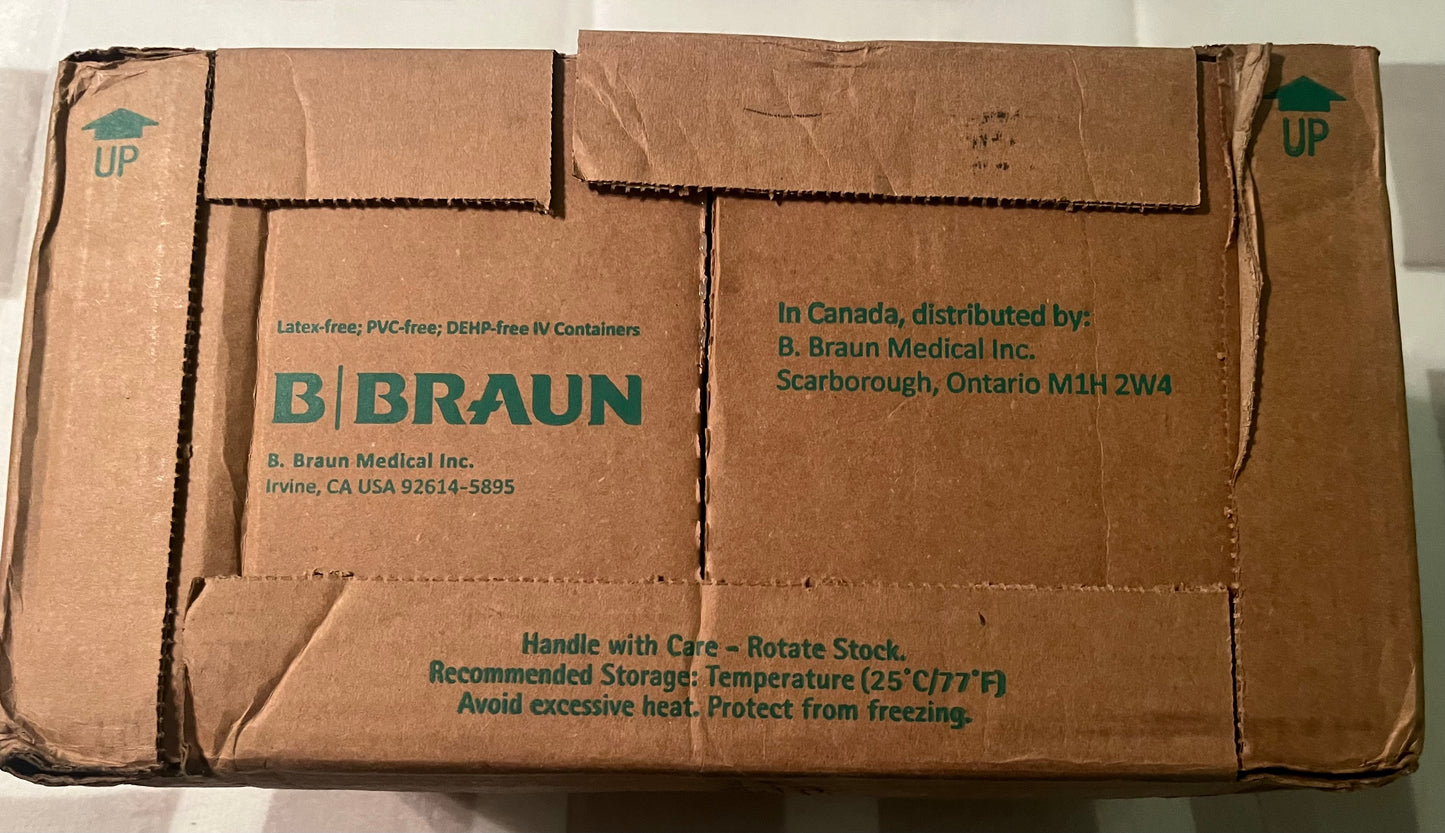 UP
UP
Latex-free; PVC-free; DEHP-free IV Containers
B|BRAUN
B. Braun Medical Inc.
Irvine, CA USA 92614-5895
In Canada, distributed by:
B. Braun Medical Inc.
Scarborough, Ontario M1H 2W4
Handle with Care – Rotate Stock.
Recommended Storage: Temperature (25°C/77°F)
Avoid excessive heat. Protect from freezing.